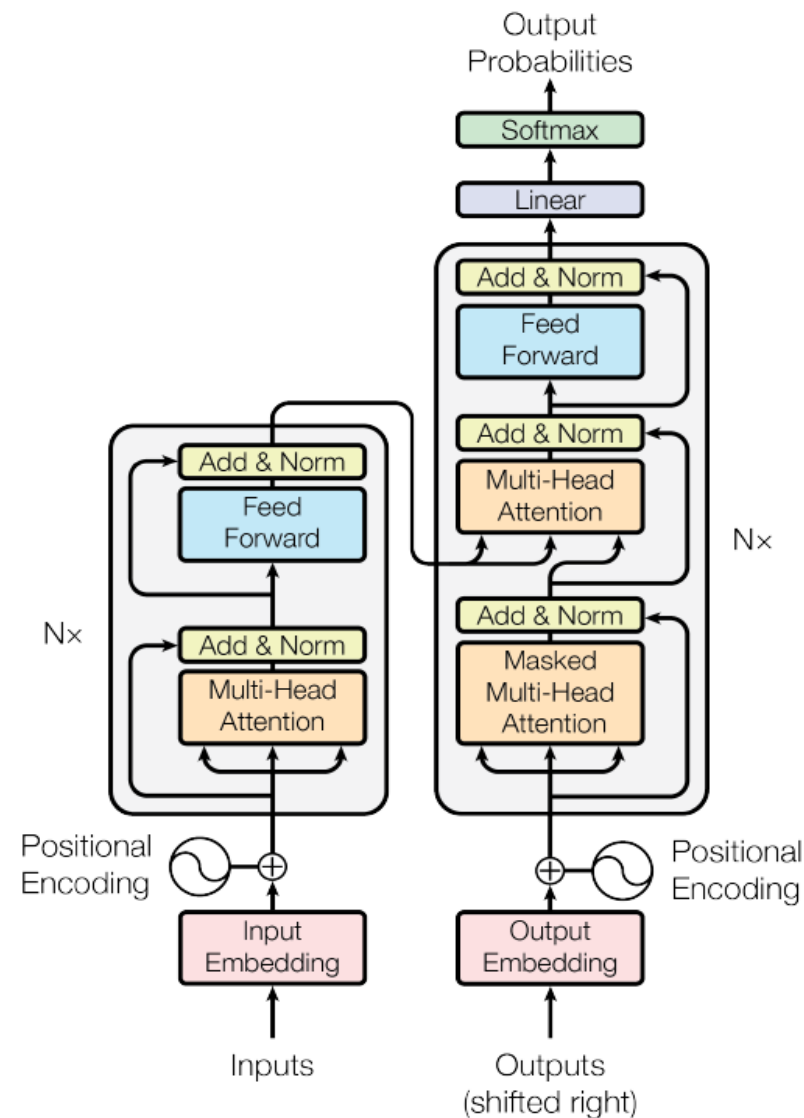 Output
Probabilities
Softmax
Linear
Add & Norm
Feed
Forward
Add & Norm
Multi-Head
Attention
Add & Norm
Masked
Multi-Head
Attention
Nx
Add & Norm
Feed
Forward
Add & Norm
Multi-Head
Attention
Nx
Positional
Encoding
Positional
Encoding
Input
Embedding
Output
Embedding
Inputs
Outputs
(shifted right)